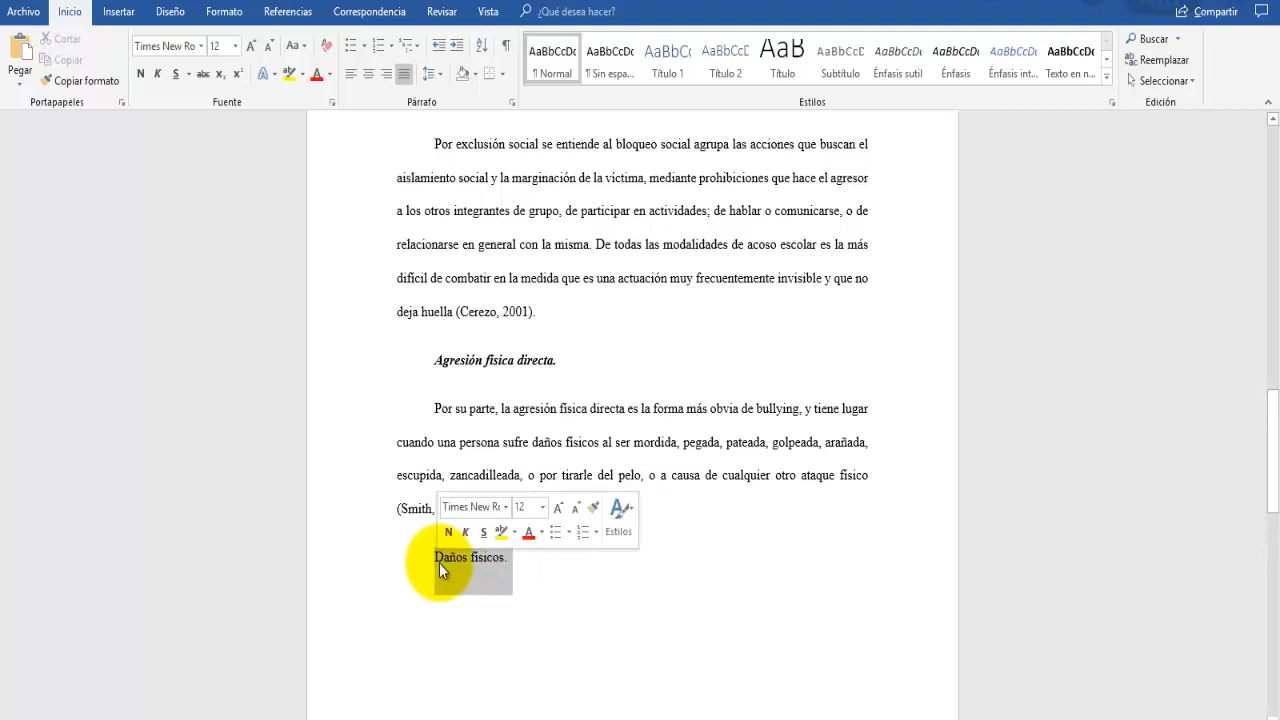 Archivo Inicio Insertar Diseño Formato Referencias Correspondencia Revisar Vista ¿Qué desea hacer? Compartir
Pegar
Cortar
Copiar
Copiar formato
Portapapeles
Times New Ro 12 Aa
N K S abc x₂ x² A ab A
Fuente
Párrafo
AaBbCcDc AaBbCcDc AaBbCc AaBbCcD AaB AaBbCcD AaBbCcDc AaBbCcDc AaBbCcDc AaBbCcDc
¶ Normal ¶ Sin espa... Título 1 Título 2 Título Subtítulo Énfasis sutil Énfasis Énfasis int... Texto en n...
Estilos
Buscar
Reemplazar
Seleccionar
Edición
Por exclusión social se entiende al bloqueo social agrupa las acciones que buscan el
aislamiento social y la marginación de la víctima, mediante prohibiciones que hace el agresor
a los otros integrantes de grupo, de participar en actividades; de hablar o comunicarse, o de
relacionarse en general con la misma. De todas las modalidades de acoso escolar es la más
difícil de combatir en la medida que es una actuación muy frecuentemente invisible y que no
deja huella (Cerezo, 2001).
Agresión física directa.
Por su parte, la agresión física directa es la forma más obvia de bullying, y tiene lugar
cuando una persona sufre daños físicos al ser mordida, pegada, pateada, golpeada, arañada,
escupida, zancadilleada, o por tirarle del pelo, o a causa de cualquier otro ataque físico
(Smith,
Times New Ro 12
N K S ab A Estilos
Daños físicos.